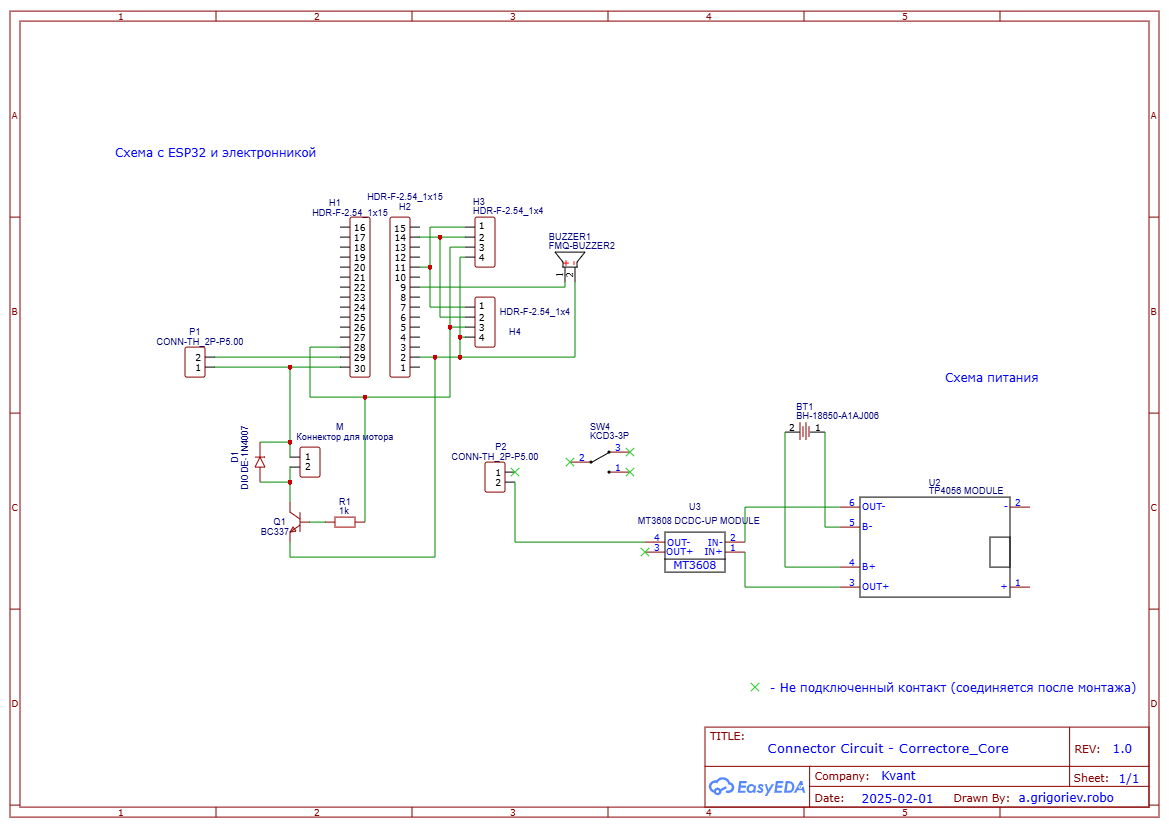 1 2 3 4 5
A A
Схема с ESP32 и электронникой
H1
HDR-F-2.54_1x15
HDR-F-2.54_1x15
H2
H3
HDR-F-2.54_1x4
16
17
18
19
20
21
22
23
24
25
26
27
28
29
30
15
14
13
12
11
10
9
8
7
6
5
4
3
2
1
1
2
3
4
BUZZER1
FMQ-BUZZER2
+ -
1 2
B B
1
2
3
4
HDR-F-2.54_1x4
H4
P1
CONN-TH_2P-P5.00
2
1
Схема питания
BT1
BH-18650-A1AJ006
2 1
M
Коннектор для мотора
1
2
D1
DIODE-1N4007
Q1
BC337
R1
1k
P2
CONN-TH_2P-P5.00
1
2
SW4
KCD3-3P
2 3
1
C C
U3
MT3608 DCDC-UP MODULE
4 OUT- IN- 2
3 OUT+ IN+ 1
MT3608
U2
TP4056 MODULE
6 OUT- - 2
5 B-
4 B+
3 OUT+ + 1
- Не подключенный контакт (соединяется после монтажа)
D D
TITLE:
Connector Circuit - Correctore_Core
REV: 1.0
EasyEDA
Company: Kvant
Sheet: 1/1
Date: 2025-02-01 Drawn By: a.grigoriev.robo
1 2 3 4 5